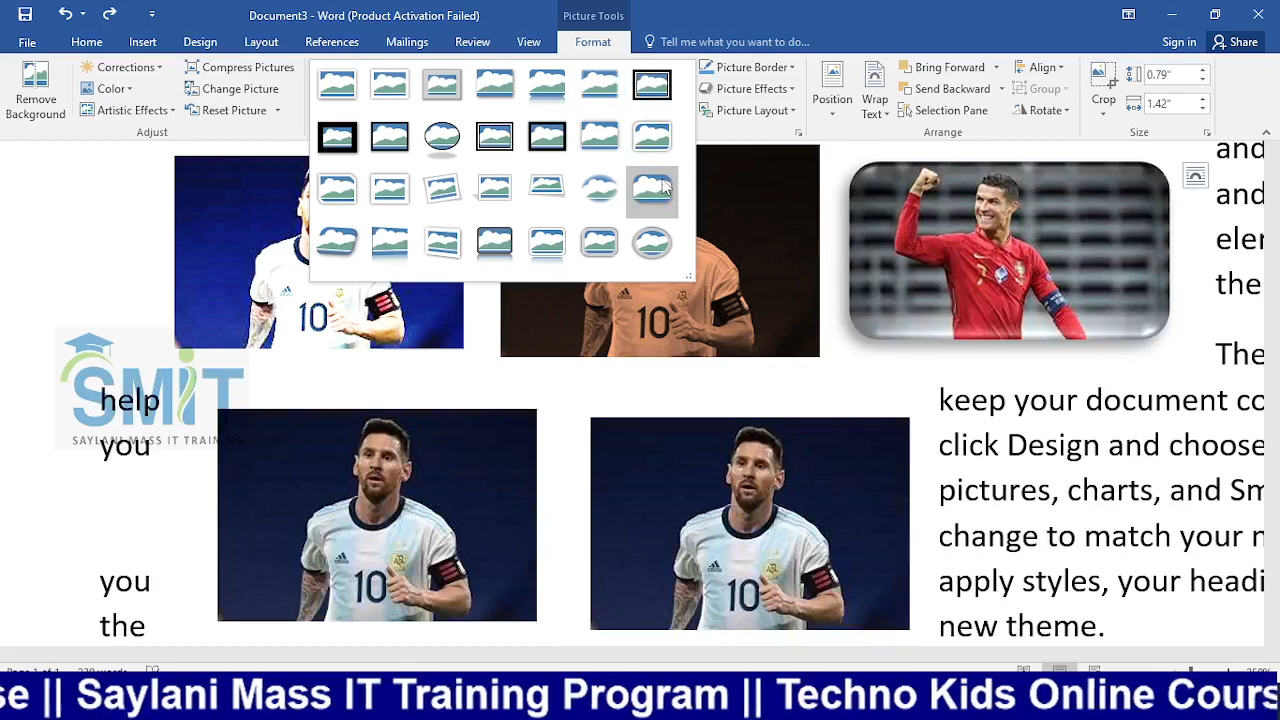 Document3 - Word (Product Activation Failed)
Picture Tools
File
Home
Insert
Design
Layout
References
Mailings
Review
View
Format
Tell me what you want to do...
Sign in
Share
Remove
Background
Corrections
Color
Artistic Effects
Compress Pictures
Change Picture
Reset Picture
Adjust
Picture Border
Picture Effects
Picture Layout
Position
Wrap
Text
Bring Forward
Send Backward
Selection Pane
Align
Group
Rotate
Arrange
Crop
0.79"
1.42"
Size
and
and
eler
the
The
10
10
7
SMIT
SAYLANI MASS IT TRAINING
help
you
you
the
10
10
keep your document co
click Design and choose
pictures, charts, and Sm
change to match your n
apply styles, your headi
new theme.
se || Saylani Mass IT Training Program || Techno Kids Online Cours